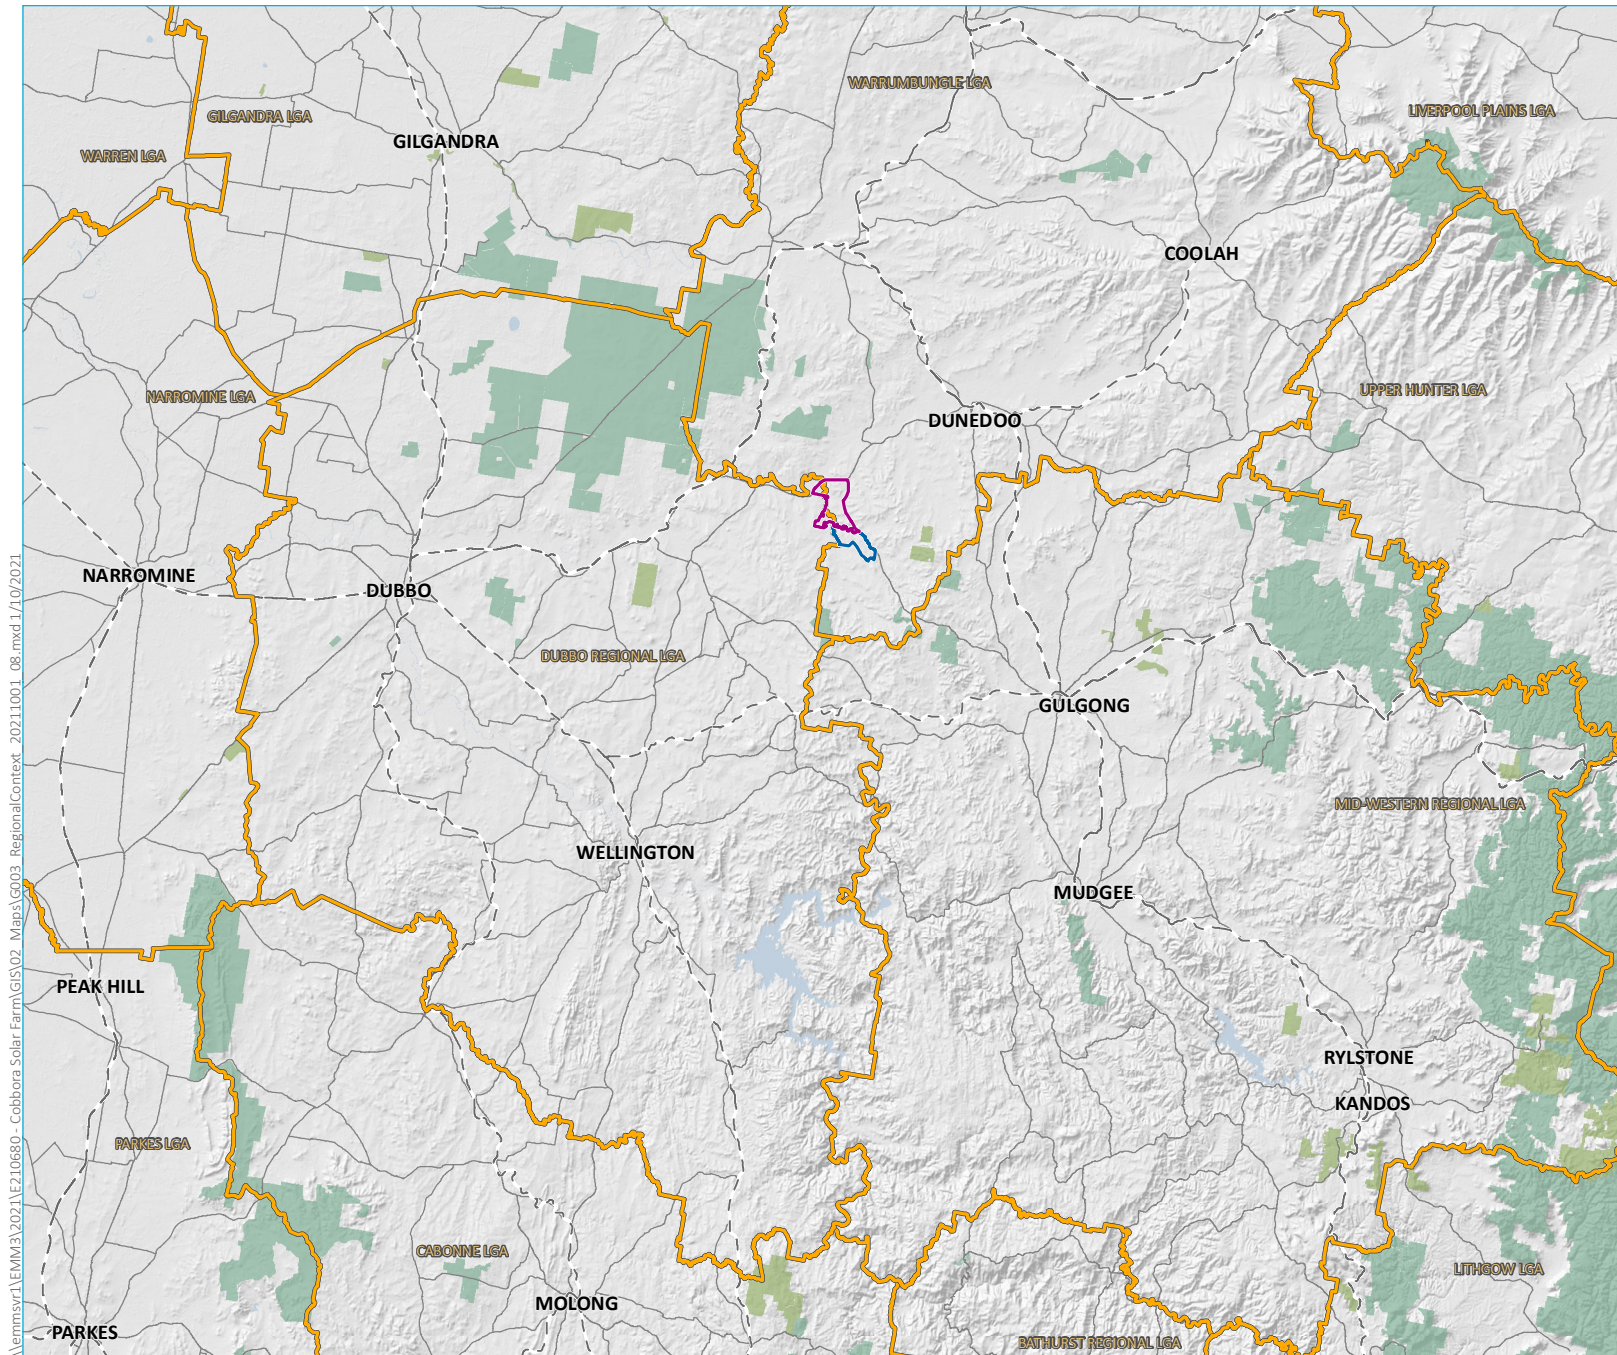 WARRUMBUNGLE LGA
LIVERPOOL PLAINS LGA
GILGANDRA LGA
GILGANDRA
WARREN LGA
COOLAH
UPPER HUNTER LGA
NARROMINE LGA
DUNEDOO
NARROMINE
DUBBO
DUBBO REGIONAL LGA
GULGONG
MID-WESTERN REGIONAL LGA
WELLINGTON
MUDGEE
PEAK HILL
RYLSTONE
KANDOS
PARKES LGA
CABONNE LGA
LITHGOW LGA
MOLONG
PARKES
BATHURST REGIONAL LGA
\\emmsvr1\EMM3\2021\E210680 - Cobbora Solar Farm\GIS\02_Maps\G003_RegionalContext_20211001_08.mxd 1/10/2021